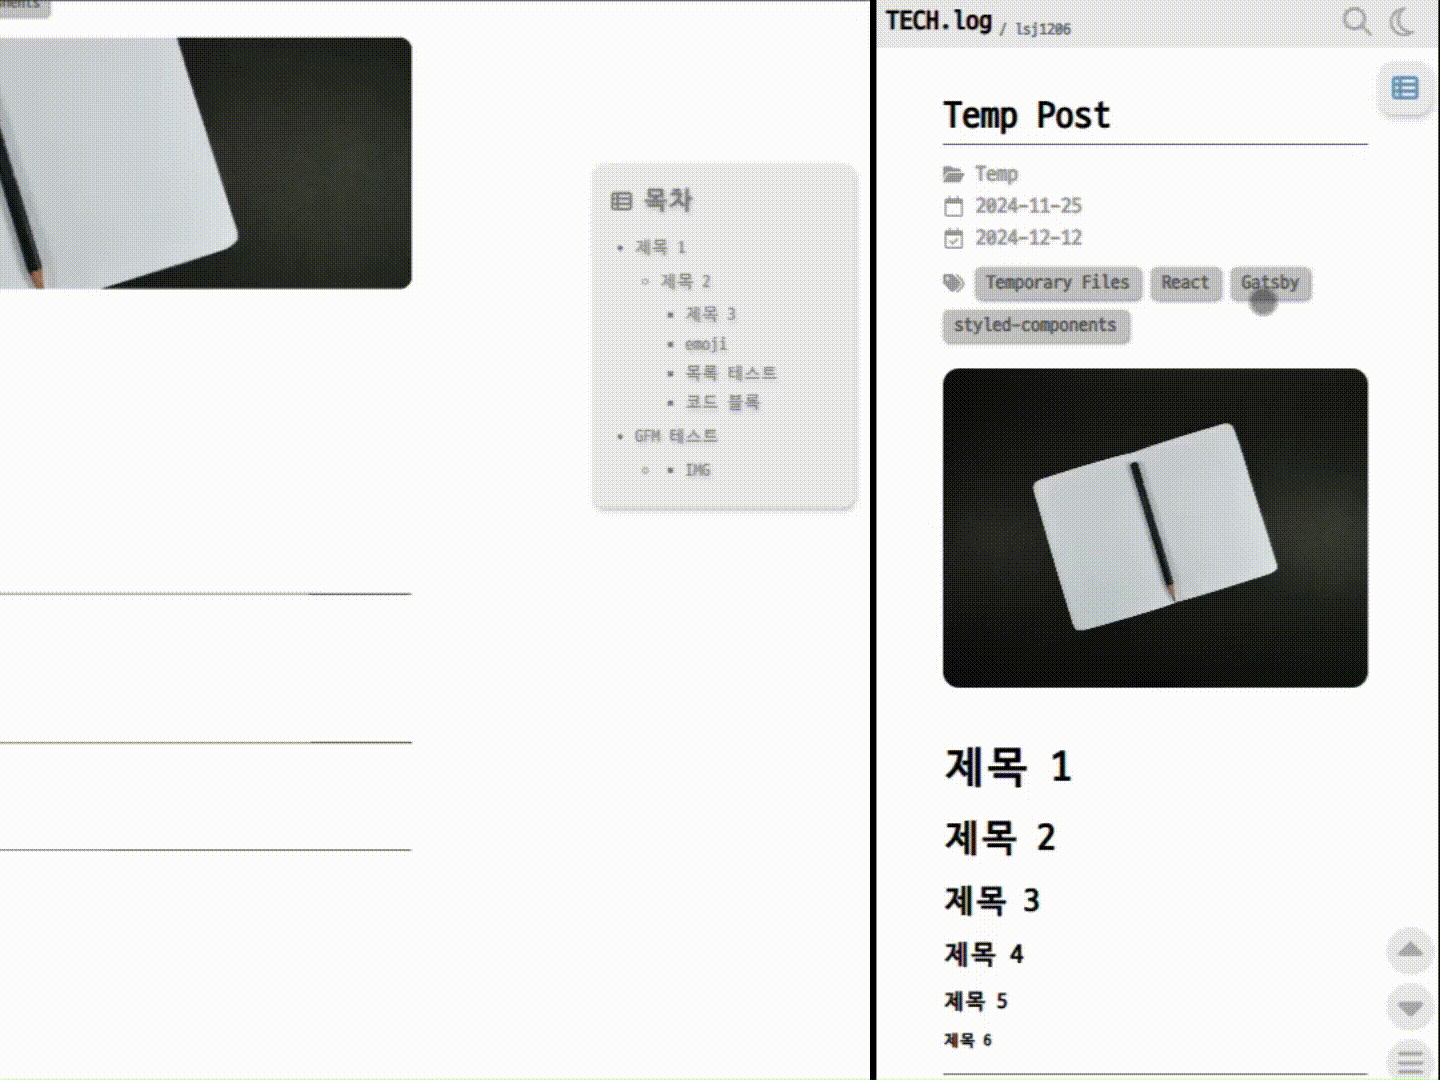 목차
제목 1
제목 2
제목 3
emoji
목록 테스트
코드 블록
GFM 테스트
IMG
TECH.log / lsj1206
Temp Post
Temp
2024-11-25
2024-12-12
Temporary Files React Gatsby
styled-components
제목 1
제목 2
제목 3
제목 4
제목 5
제목 6